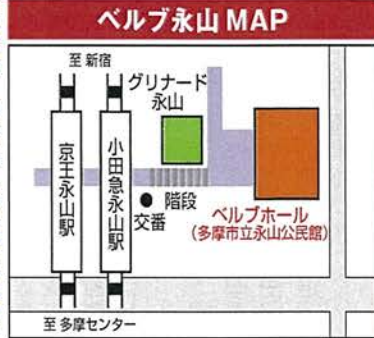 ベルブ永山 MAP
至 新宿
グリナード
永山
京王永山駅
小田急永山駅
階段
交番
ベルブホール
(多摩市立永山公民館)
至 多摩センター